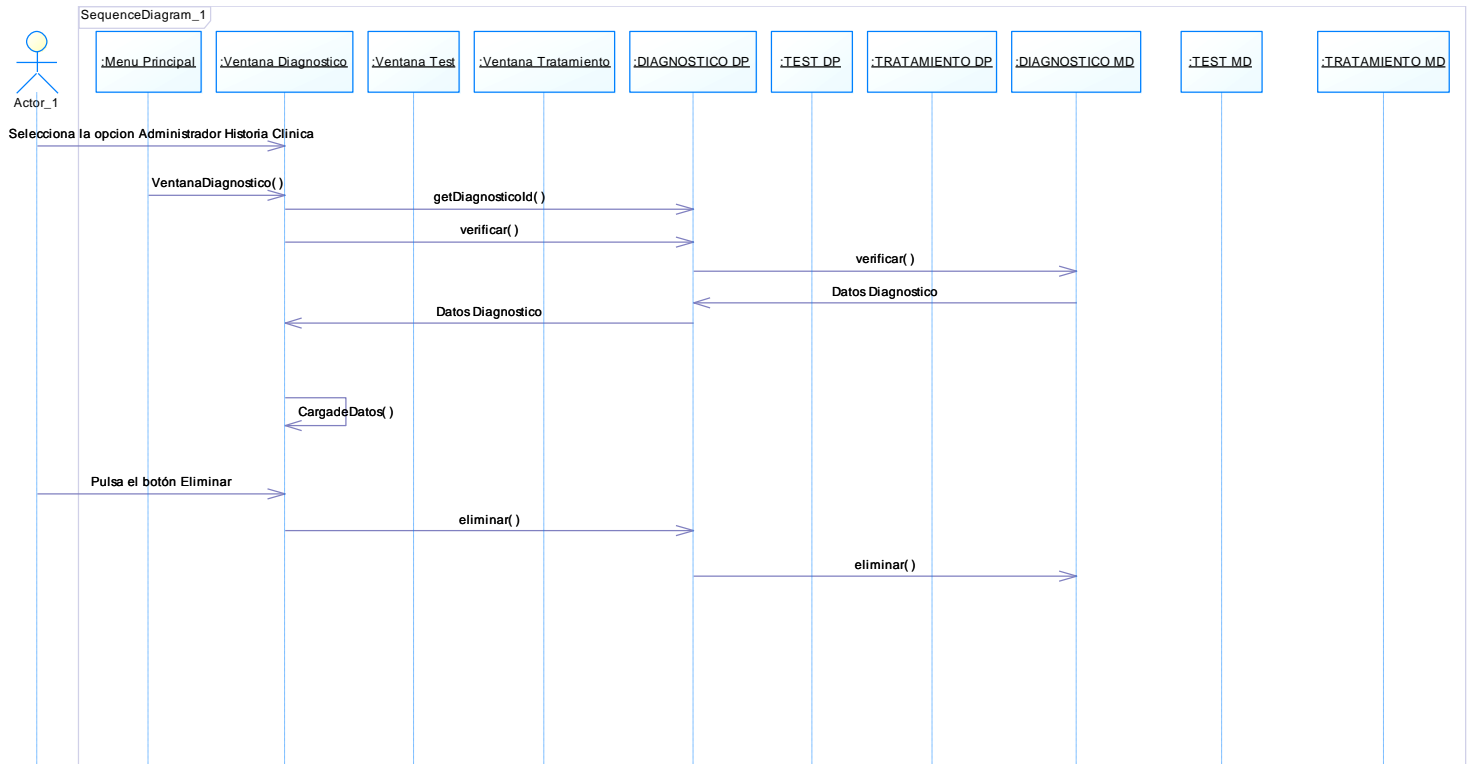 SequenceDiagram_1
Actor_1
:Menu Principal
:Ventana Diagnostico
:Ventana Test
:Ventana Tratamiento
:DIAGNOSTICO DP
:TEST DP
:TRATAMIENTO DP
:DIAGNOSTICO MD
:TEST MD
:TRATAMIENTO MD
Selecciona la opcion Administrador Historia Clinica
VentanaDiagnostico( )
getDiagnosticoId( )
verificar( )
verificar( )
Datos Diagnostico
Datos Diagnostico
CargadeDatos( )
Pulsa el botón Eliminar
eliminar( )
eliminar( )